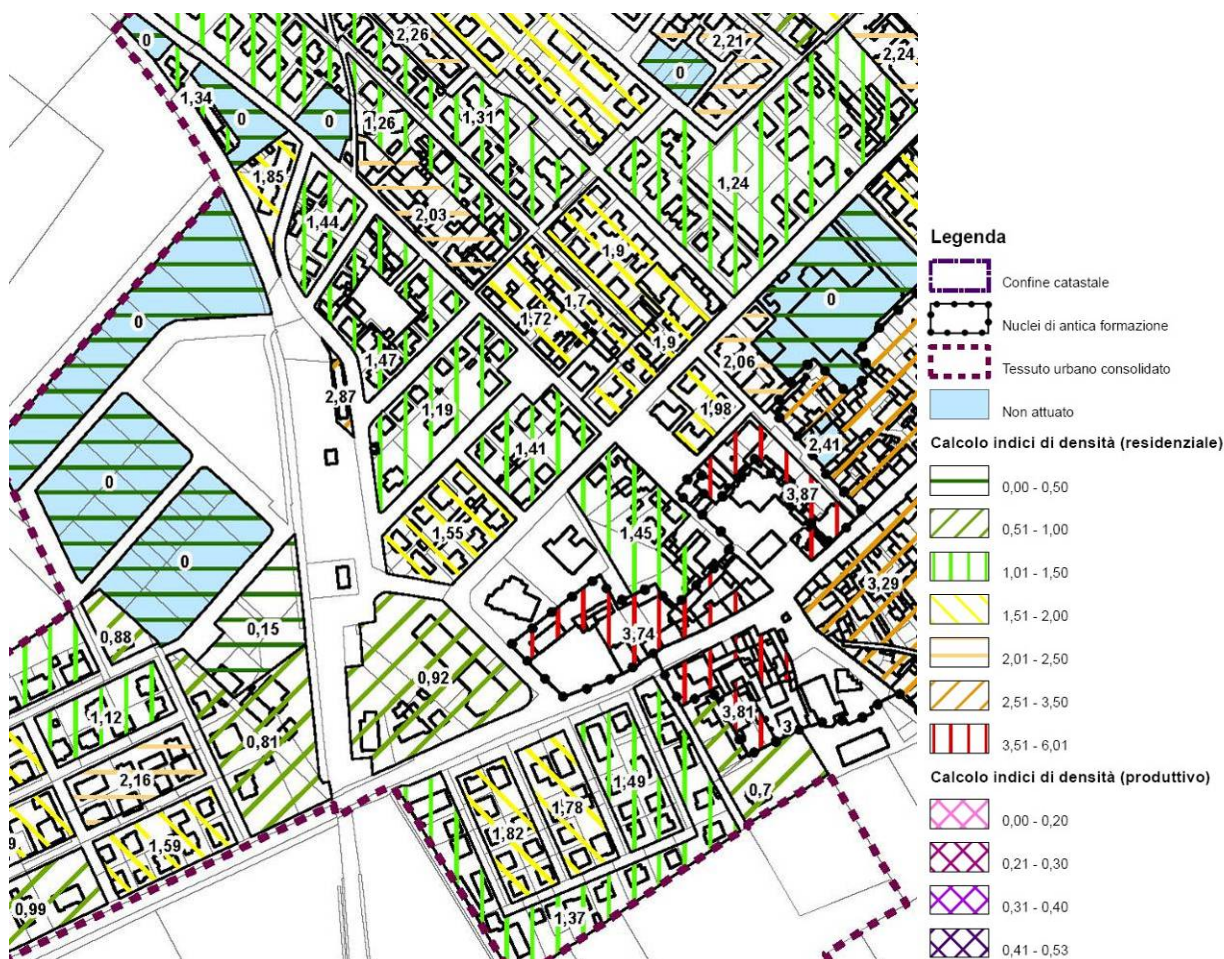 0
2,26
2,21
2,24
0
1,34
0
0
1,26
1,31
1,85
1,24
1,44
2,03
1,9
0
1,7
1,72
0
1,9
1,47
2,06
2,87
1,19
1,98
2,41
1,41
0
3,87
1,55
1,45
0
3,29
0,88
0,15
3,74
0,92
1,12
3,81
3
0,81
2,16
1,49
0,7
1,78
1,82
9
1,59
0,99
1,37
Legenda
Confine catastale
Nuclei di antica formazione
Tessuto urbano consolidato
Non attuato
Calcolo indici di densità (residenziale)
0,00 - 0,50
0,51 - 1,00
1,01 - 1,50
1,51 - 2,00
2,01 - 2,50
2,51 - 3,50
3,51 - 6,01
Calcolo indici di densità (produttivo)
0,00 - 0,20
0,21 - 0,30
0,31 - 0,40
0,41 - 0,53